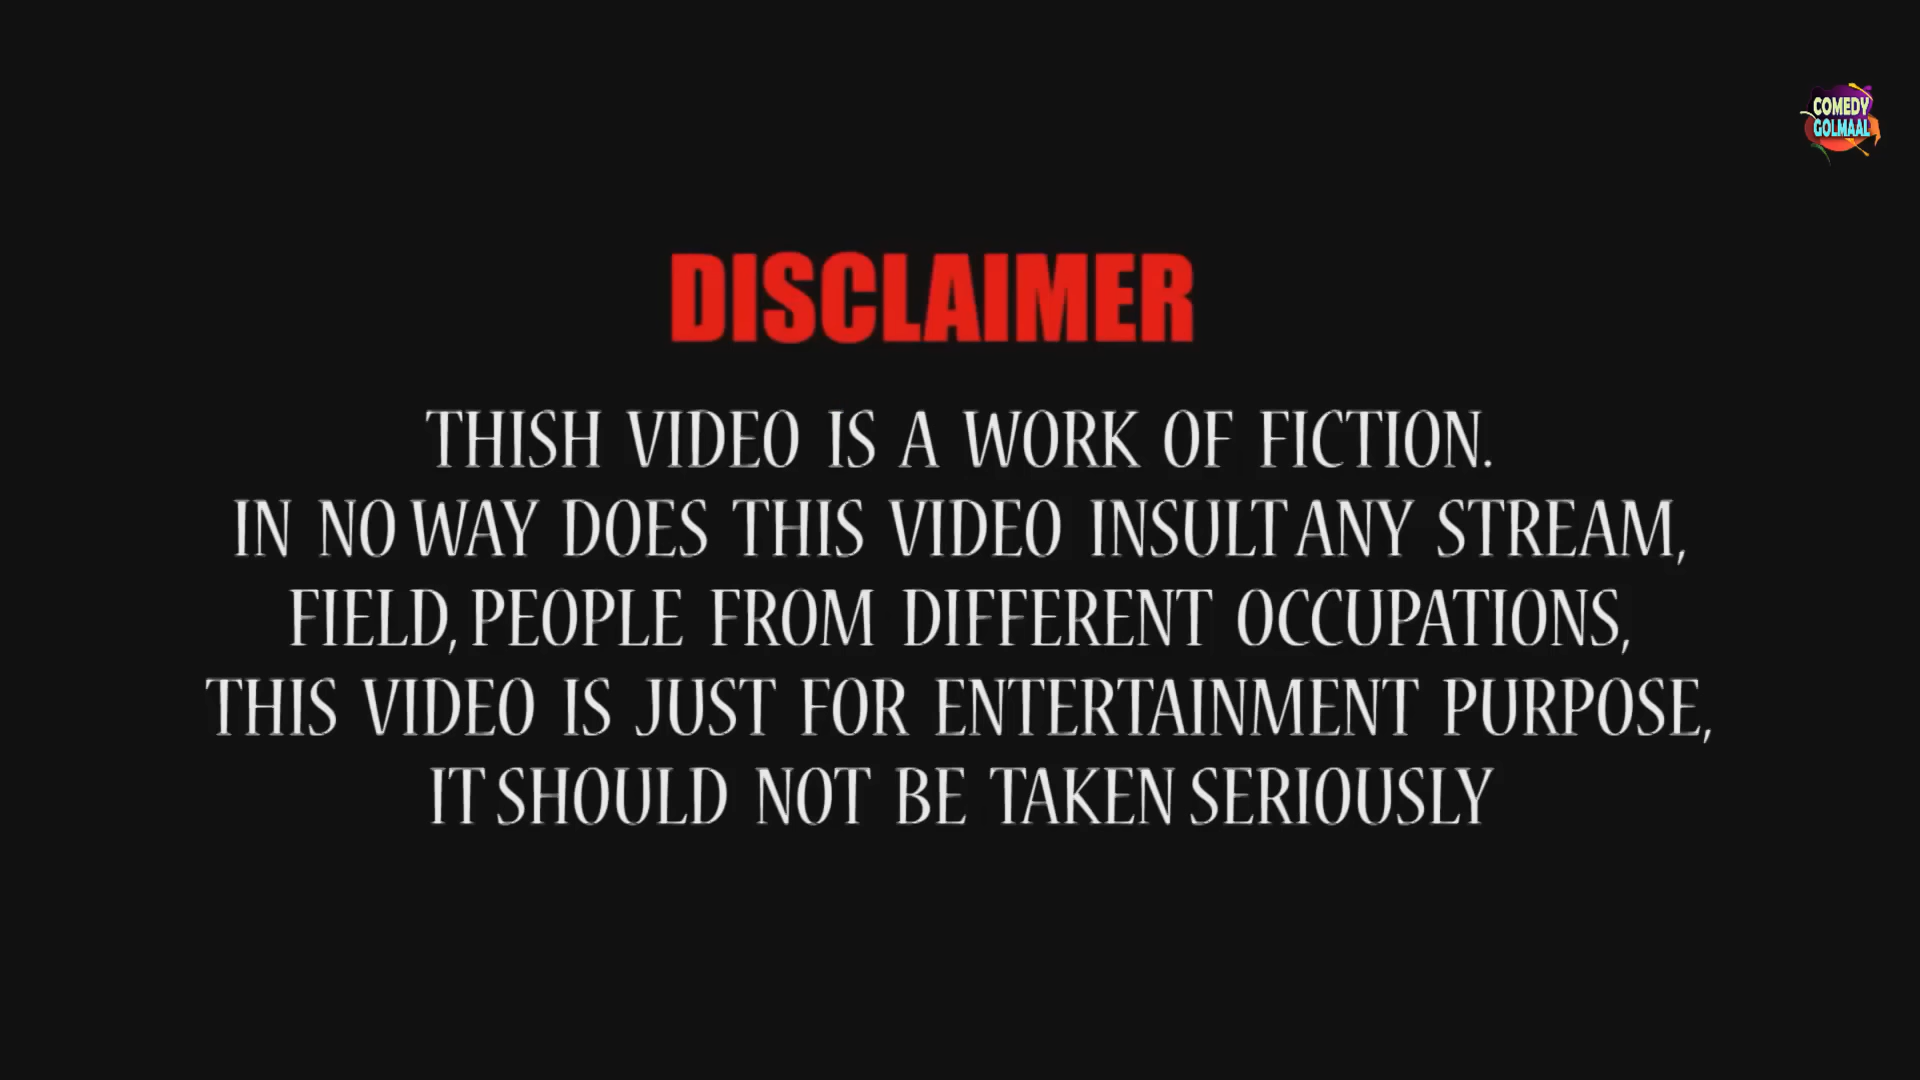 COMEDY
GOLMAAL
DISCLAIMER
THISH VIDEO IS A WORK OF FICTION.
IN NO WAY DOES THIS VIDEO INSULT ANY STREAM,
FIELD, PEOPLE FROM DIFFERENT OCCUPATIONS,
THIS VIDEO IS JUST FOR ENTERTAINMENT PURPOSE,
IT SHOULD NOT BE TAKEN SERIOUSLY